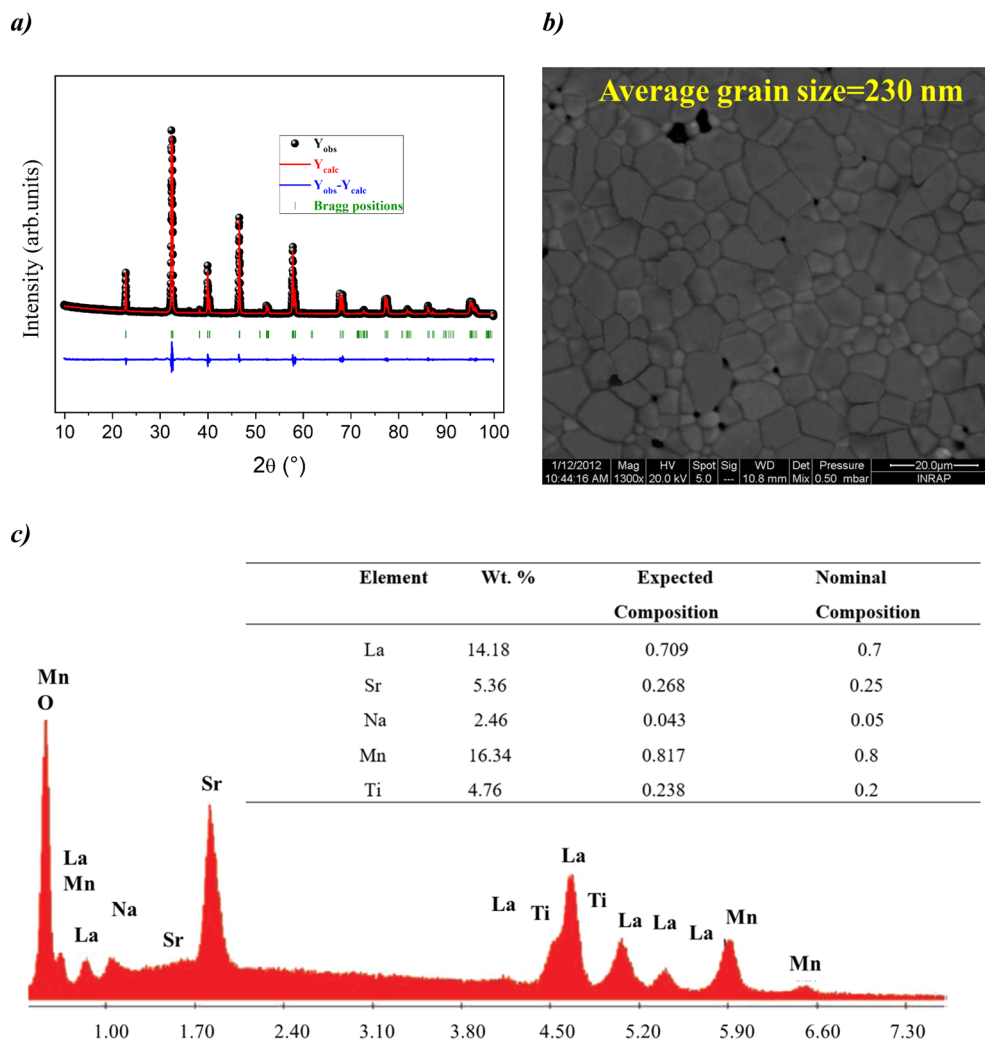 a)
b)
Intensity (arb.units)
Yobs
Ycalc
Yobs-Ycalc
Bragg positions
10 20 30 40 50 60 70 80 90 100
2θ (°)
Average grain size=230 nm
1/12/2012 Mag HV Spot Sig WD Det Pressure 20.0μm
10:44:16 AM 1300x 20.0 kV 5.0 --- 10.8 mm Mix 0.50 mbar INRAP
c)
Element Wt. % Expected Nominal
Composition Composition
La 14.18 0.709 0.7
Sr 5.36 0.268 0.25
Na 2.46 0.043 0.05
Mn 16.34 0.817 0.8
Ti 4.76 0.238 0.2
Mn
O
La
Mn
La
Na
Sr
Sr
La
Ti
La
Ti
La
La
La
Mn
Mn
1.00 1.70 2.40 3.10 3.80 4.50 5.20 5.90 6.60 7.30